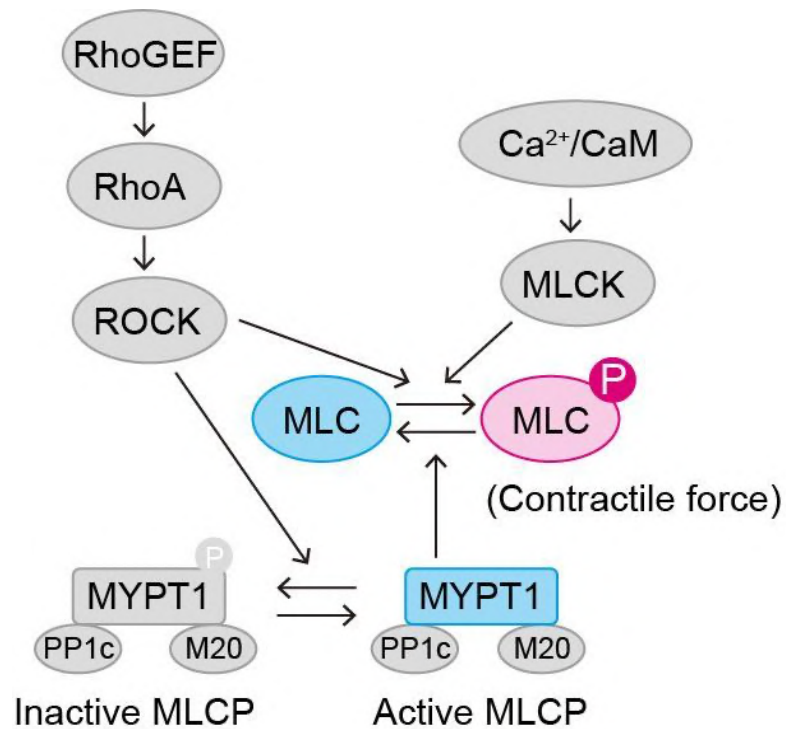 RhoGEF
RhoA
ROCK
Ca²⁺/CaM
MLCK
MLC
MLC
P
(Contractile force)
P
MYPT1
PP1c
M20
Inactive MLCP
MYPT1
PP1c
M20
Active MLCP